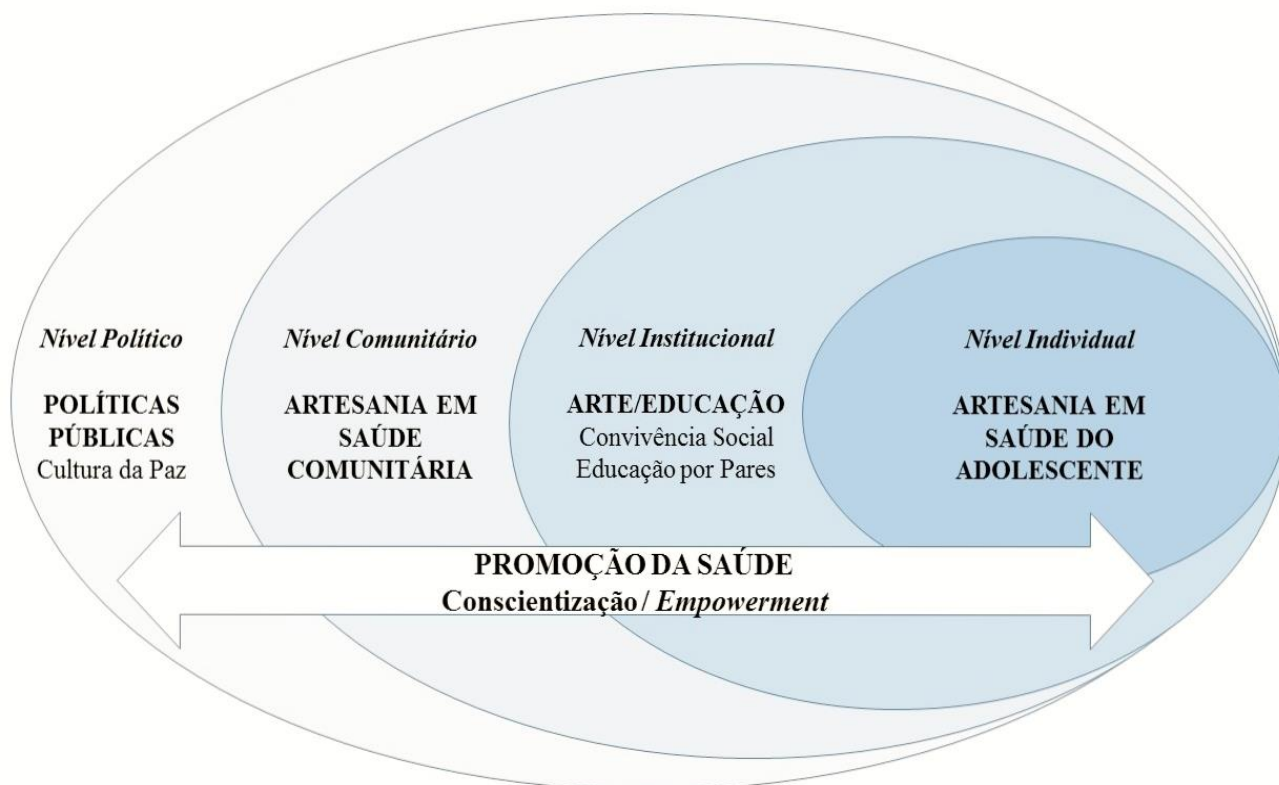 Nível Político
POLÍTICAS
PÚBLICAS
Cultura da Paz
Nível Comunitário
ARTESANIA EM
SAÚDE
COMUNITÁRIA
Nível Institucional
ARTE/EDUCAÇÃO
Convivência Social
Educação por Pares
Nível Individual
ARTESANIA EM
SAÚDE DO
ADOLESCENTE
PROMOÇÃO DA SAÚDE
Conscientização / Empowerment